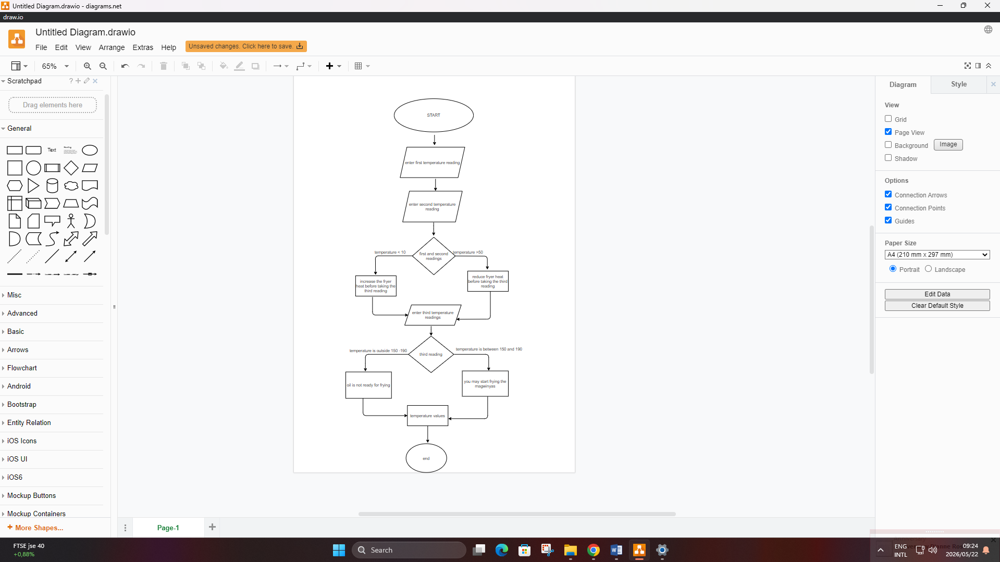 Untitled Diagram.drawio - diagrams.net
draw.io
Untitled Diagram.drawio
File Edit View Arrange Extras Help Unsaved changes. Click here to save.
65%
Scratchpad ?
Drag elements here
General
Text
Heading
Misc
Advanced
Basic
Arrows
Flowchart
Android
Bootstrap
Entity Relation
iOS Icons
iOS UI
iOS6
Mockup Buttons
Mockup Containers
+ More Shapes...
START
enter first temperature reading
enter second temperature
reading
temperature < 10
first and second
readings
temperature >50
increase the fryer
heat before taking the
third reading
reduce fryer heat
before taking the third
reading
enter third temperature
readings
temperature is outside 150 -190
third reading
temperature is between 150 and 190
oil is not ready for frying
you may start frying the
magwinyas
temperature values
end
Page-1
Diagram Style
View
Grid
Page View
Background Image
Shadow
Options
Connection Arrows
Connection Points
Guides
Paper Size
A4 (210 mm x 297 mm)
Portrait Landscape
Edit Data
Clear Default Style
FTSE jse 40
+0,88%
Search
ENG
INTL
09:24
2026/05/22